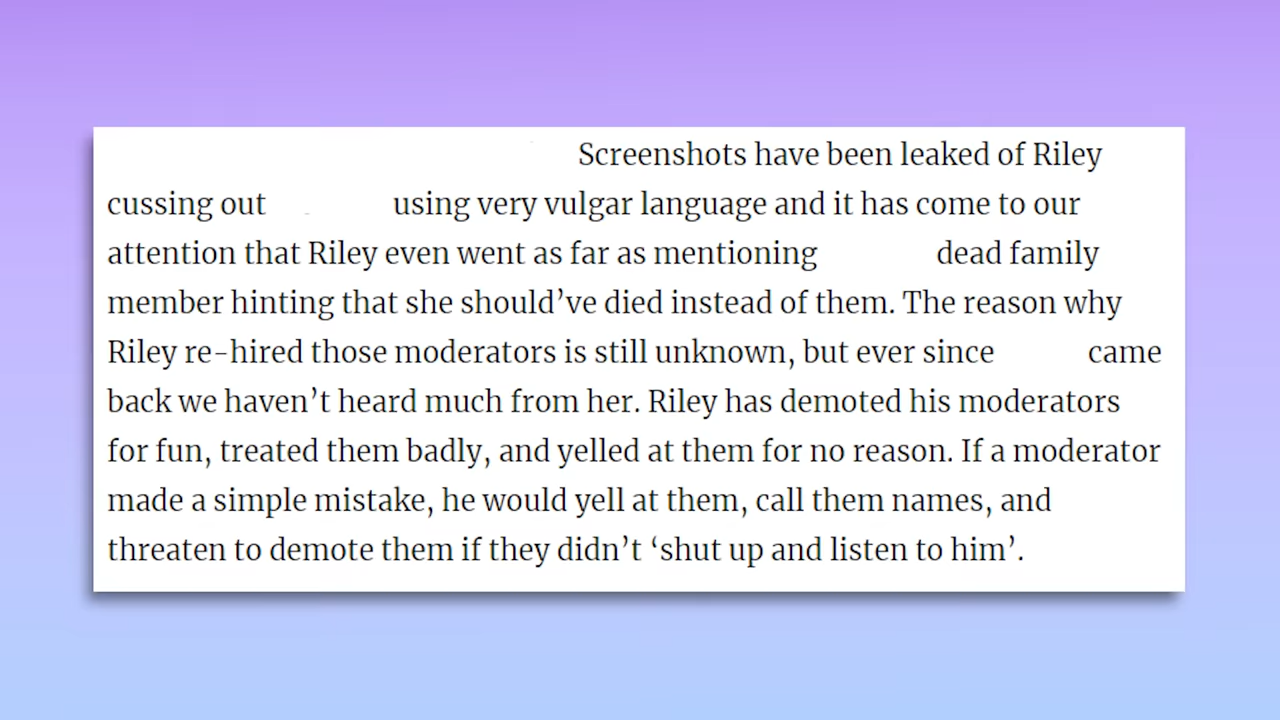 Screenshots have been leaked of Riley
cussing out using very vulgar language and it has come to our
attention that Riley even went as far as mentioning dead family
member hinting that she should’ve died instead of them. The reason why
Riley re-hired those moderators is still unknown, but ever since came
back we haven’t heard much from her. Riley has demoted his moderators
for fun, treated them badly, and yelled at them for no reason. If a moderator
made a simple mistake, he would yell at them, call them names, and
threaten to demote them if they didn’t ‘shut up and listen to him’.